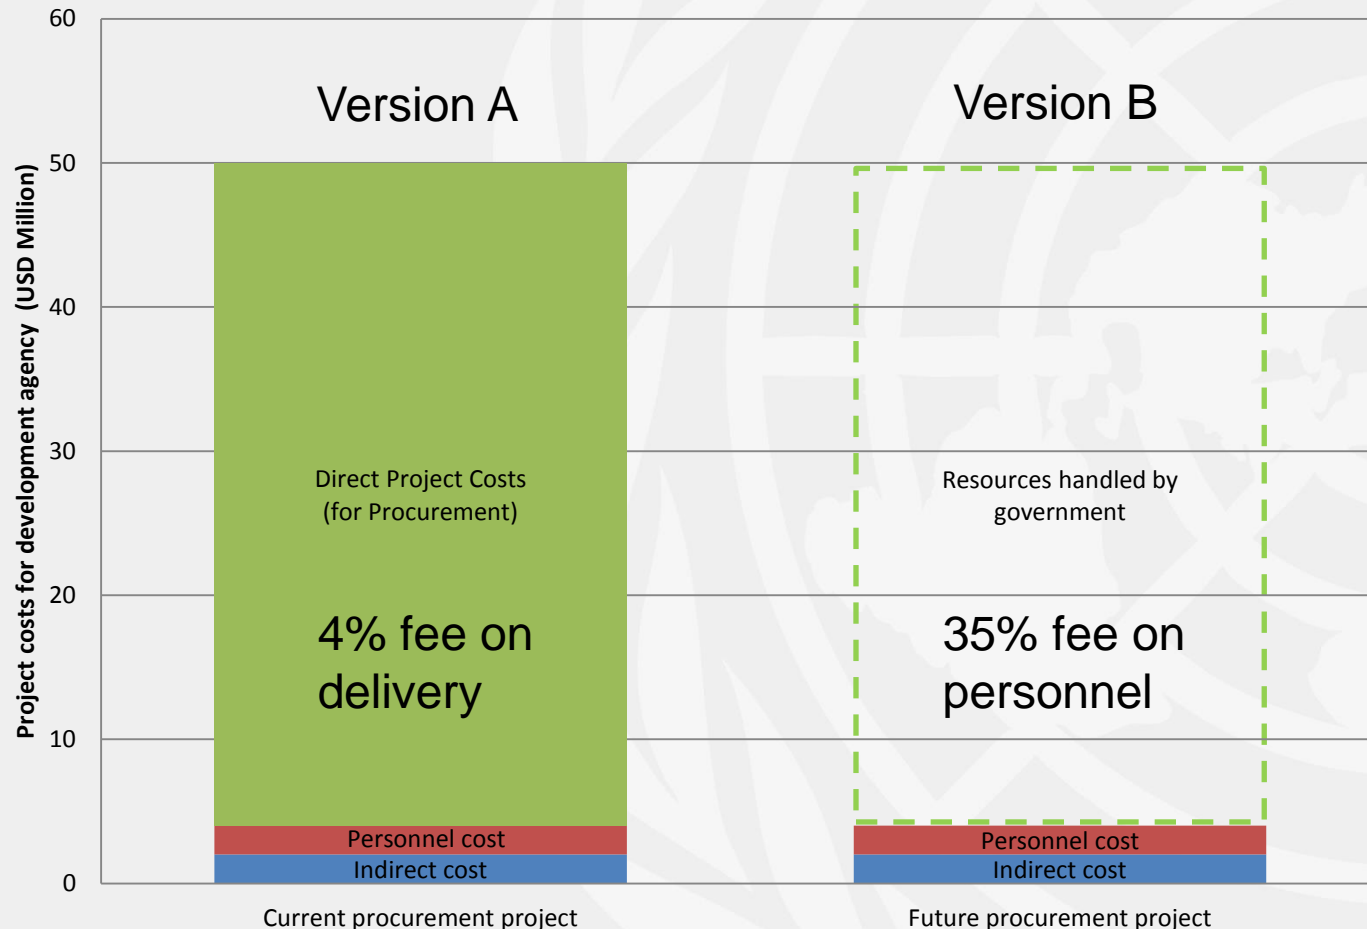 Project costs for development agency (USD Million)
60
50
40
30
20
10
0
Version A
Direct Project Costs
(for Procurement)
4% fee on
delivery
Personnel cost
Indirect cost
Current procurement project
Version B
Resources handled by
government
35% fee on
personnel
Personnel cost
Indirect cost
Future procurement project